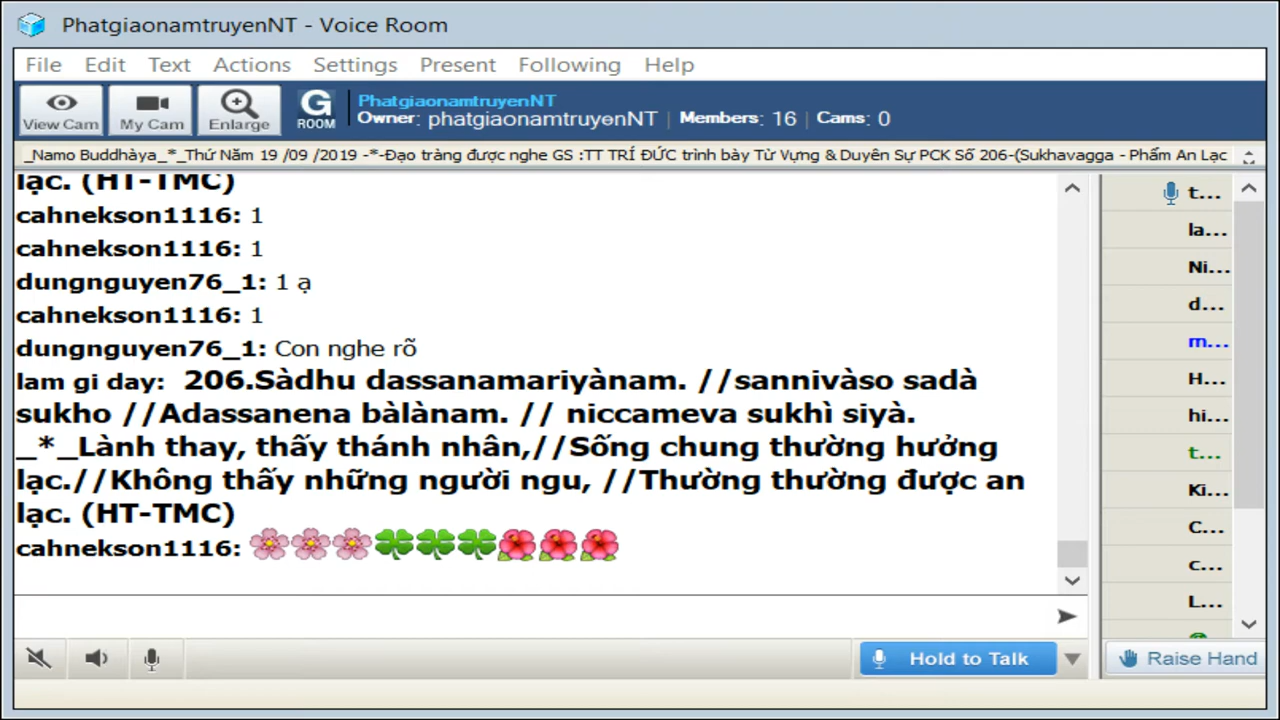 PhatgiaonamtruyenNT - Voice Room
File Edit Text Actions Settings Present Following Help
View Cam My Cam Enlarge G ROOM PhatgiaonamtruyenNT
Owner: phatgiaonamtruyenNT Members: 16 Cams: 0
_Namo Buddhàya_*_Thứ Năm 19 /09 /2019 -*-Đạo tràng được nghe GS :TT TRÍ ĐỨC trình bày Từ Vựng & Duyên Sự PCK Số 206-(Sukhavagga - Phẩm An Lạc
lạc. (HT-TMC)
cahnekson1116: 1
cahnekson1116: 1
dungnguyen76_1: 1 ạ
cahnekson1116: 1
dungnguyen76_1: Con nghe rõ
lam gi day: 206.Sàdhu dassanamariyànam. //sannivàso sadà
sukho //Adassanena bàlànam. // niccameva sukhì siyà.
_*_Lành thay, thấy thánh nhân,//Sống chung thường hưởng
lạc.//Không thấy những người ngu, //Thường thường được an
lạc. (HT-TMC)
cahnekson1116: 🌸🌸🌸🍀🍀🍀🌺🌺🌺
t...
la...
Ni...
d...
m...
H...
hi...
t...
Ki...
C...
c...
L...
Hold to Talk
Raise Hand